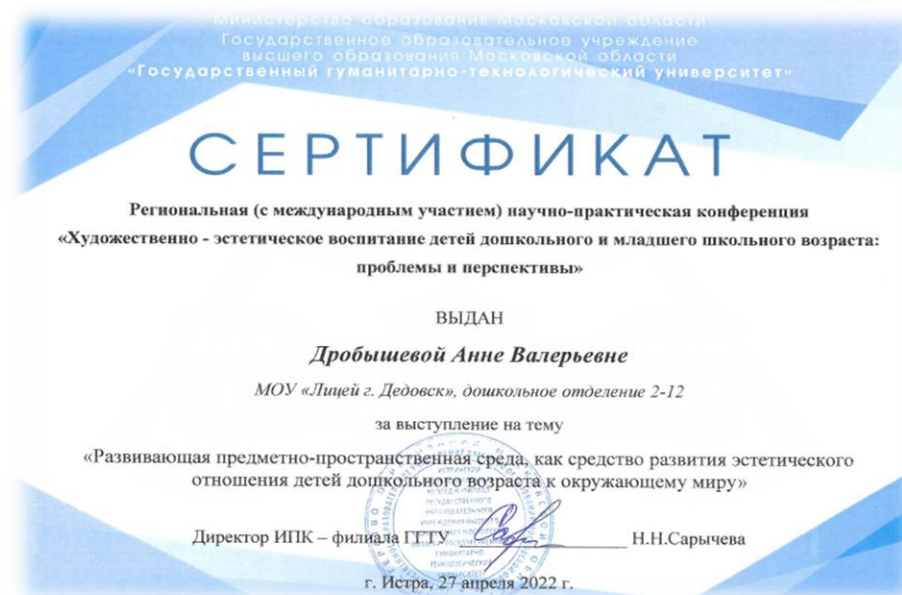 Министерство образования Московской области
Государственное образовательное учреждение
высшего образования Московской области
«Государственный гуманитарно-технологический университет»
СЕРТИФИКАТ
Региональная (с международным участием) научно-практическая конференция
«Художественно - эстетическое воспитание детей дошкольного и младшего школьного возраста:
проблемы и перспективы»
ВЫДАН
Дробышевой Анне Валерьевне
МОУ «Лицей г. Дедовск», дошкольное отделение 2-12
за выступление на тему
«Развивающая предметно-пространственная среда, как средство развития эстетического
отношения детей дошкольного возраста к окружающему миру»
Директор ИПК – филиала ГГТУ Н.Н.Сарычева
г. Истра, 27 апреля 2022 г.